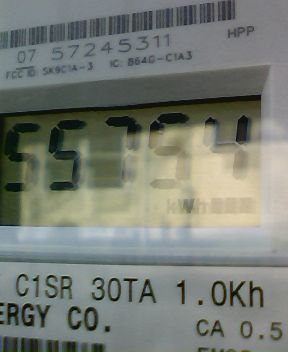 07 57245311
HPP
FCC ID: SK9C1A-3 IC: 864G-C1A3
55754
kWh
C1SR 30TA 1.0Kh
ERGY CO.
CA 0.5